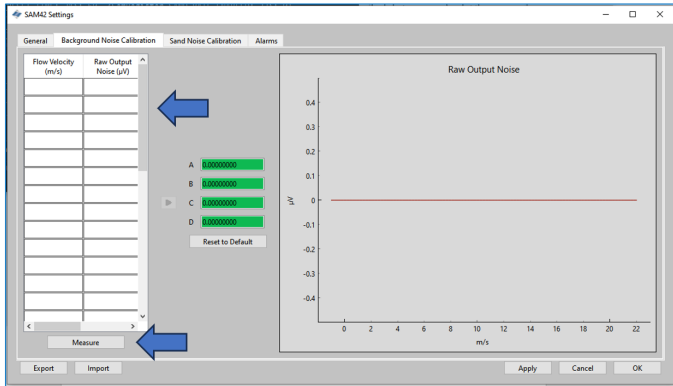 SAM42 Settings
General Background Noise Calibration Sand Noise Calibration Alarms
Flow Velocity (m/s)
Raw Output Noise (µV)
A 0.00000000
B 0.00000000
C 0.00000000
D 0.00000000
Reset to Default
Measure
Raw Output Noise
µV
0.4
0.3
0.2
0.1
0
-0.2
-0.3
-0.4
0 2 4 6 8 10 12 14 16 18 20 22
m/s
Export Import Apply Cancel OK